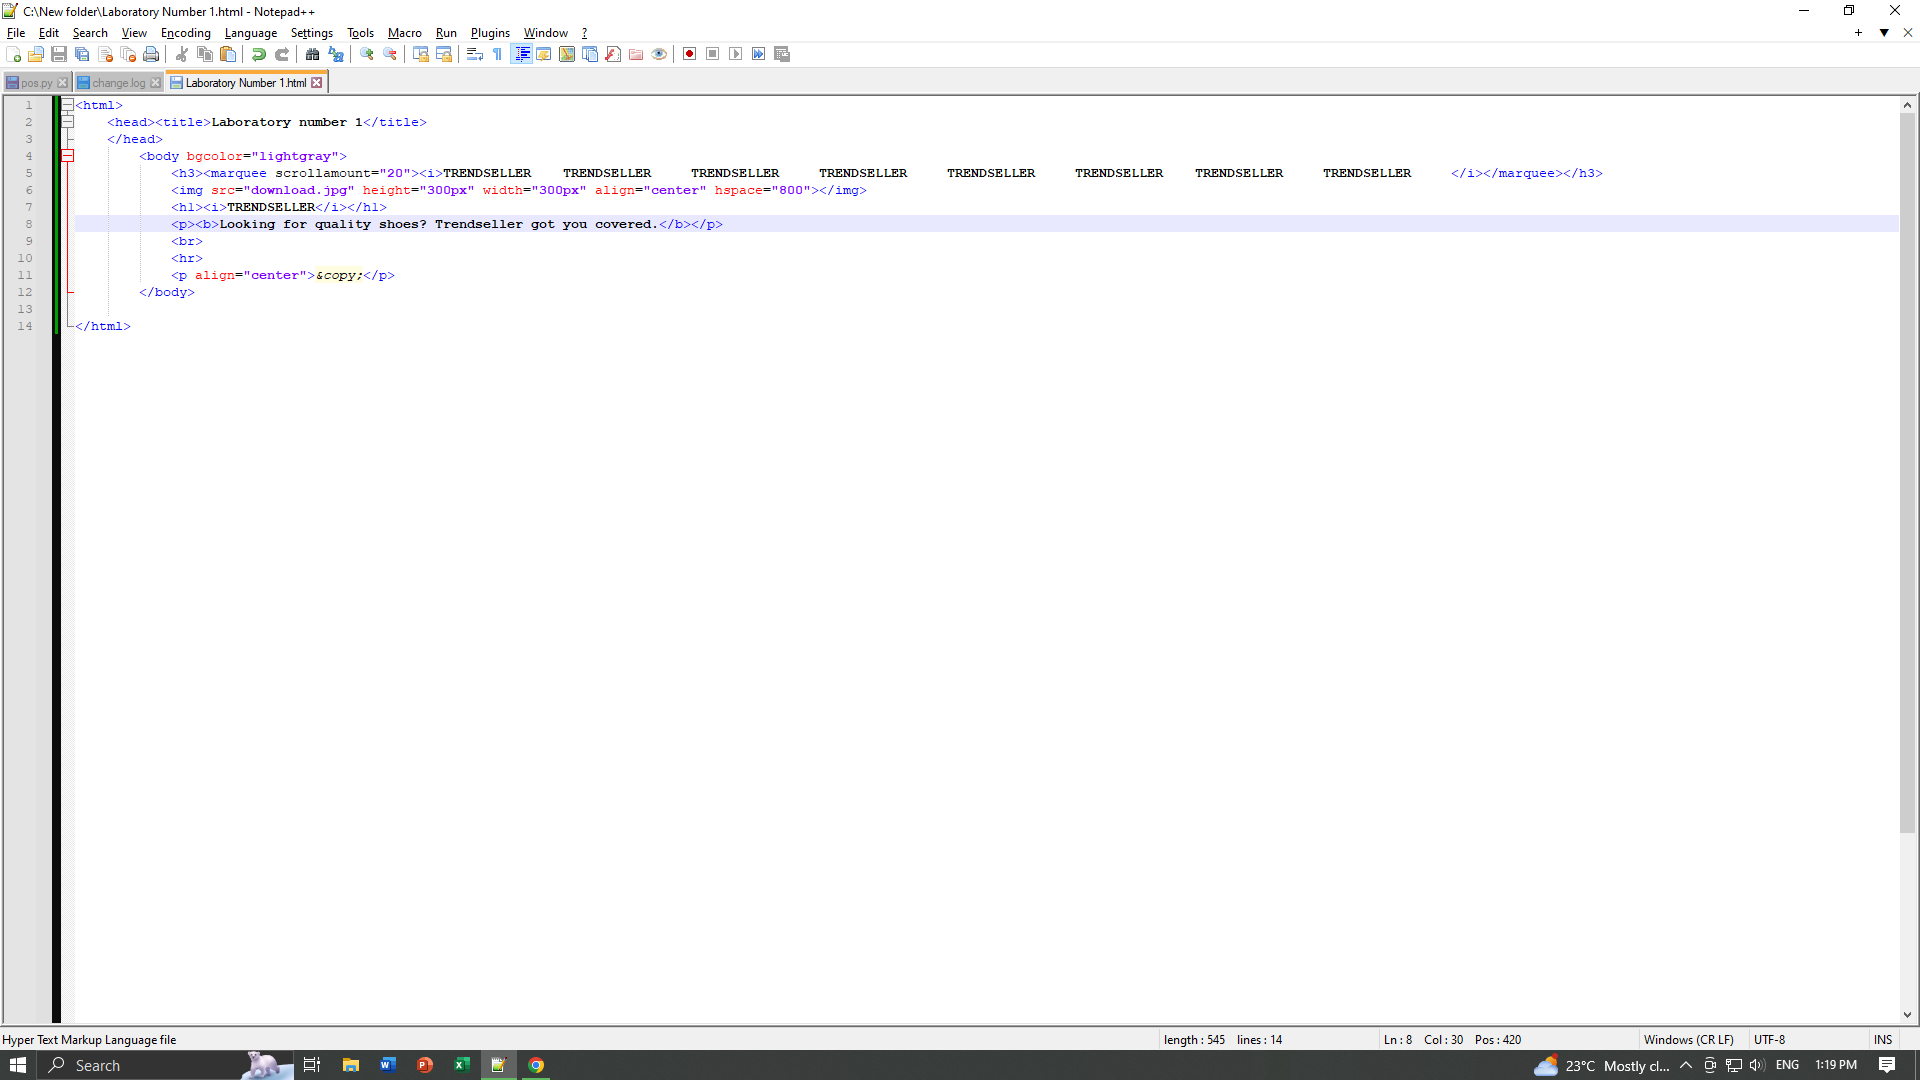 C:\New folder\Laboratory Number 1.html - Notepad++
File Edit Search View Encoding Language Settings Tools Macro Run Plugins Window ?
pos.py change.log Laboratory Number 1.html
1 <html>
2 <head><title>Laboratory number 1</title>
3 </head>
4 <body bgcolor="lightgray">
5 <h3><marquee scrollamount="20"><i>TRENDSELLER TRENDSELLER TRENDSELLER TRENDSELLER TRENDSELLER TRENDSELLER TRENDSELLER TRENDSELLER </i></marquee></h3>
6 <img src="download.jpg" height="300px" width="300px" align="center" hspace="800"></img>
7 <h1><i>TRENDSELLER</i></h1>
8 <p><b>Looking for quality shoes? Trendseller got you covered.</b></p>
9 <br>
10 <hr>
11 <p align="center">&copy;</p>
12 </body>
13
14 </html>
Hyper Text Markup Language file length : 545 lines : 14 Ln : 8 Col : 30 Pos : 420 Windows (CR LF) UTF-8 INS
Search 23°C Mostly cl... ENG 1:19 PM